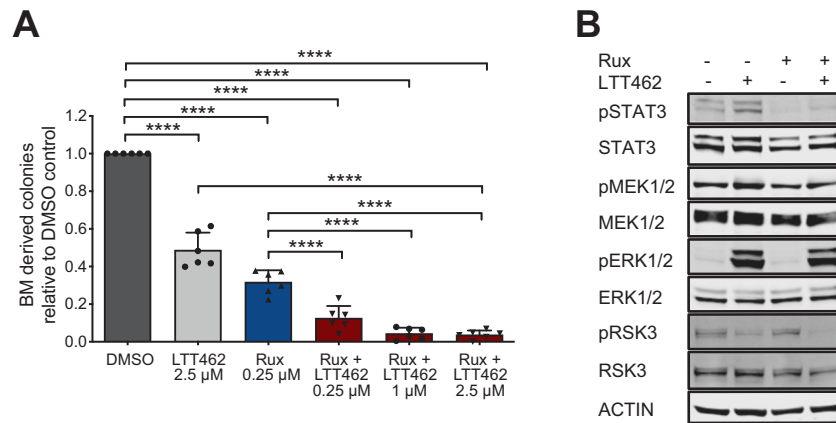 A
****
****
****
****
****
****
****
****
****
BM derived colonies
relative to DMSO control
1.2
1.0
0.8
0.6
0.4
0.2
0.0
DMSO
LTT462
2.5 µM
Rux
0.25 µM
Rux +
LTT462
0.25 µM
Rux +
LTT462
1 µM
Rux +
LTT462
2.5 µM
B
Rux - - + +
LTT462 - + - +
pSTAT3
STAT3
pMEK1/2
MEK1/2
pERK1/2
ERK1/2
pRSK3
RSK3
ACTIN